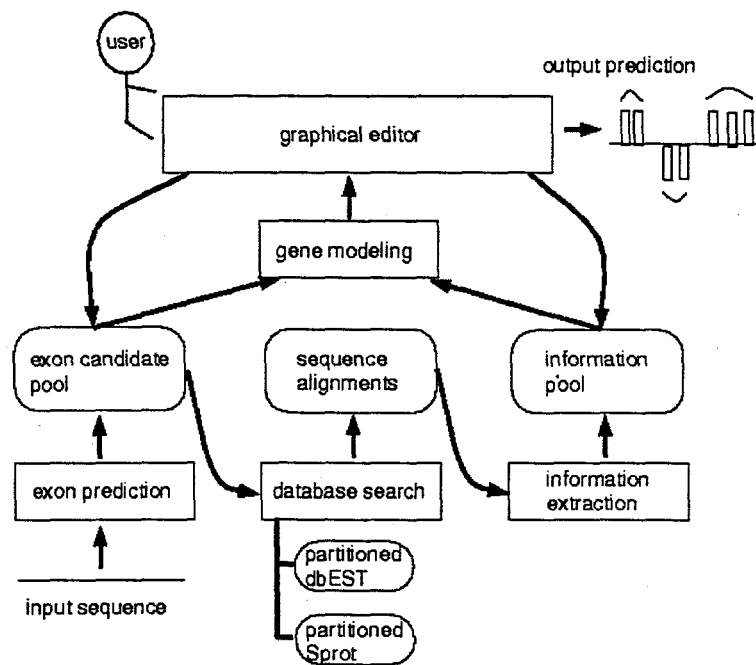 user
output prediction
graphical editor
gene modeling
exon candidate
pool
sequence
alignments
information
pool
exon prediction
database search
information
extraction
input sequence
partitioned
dbEST
partitioned
Sprot